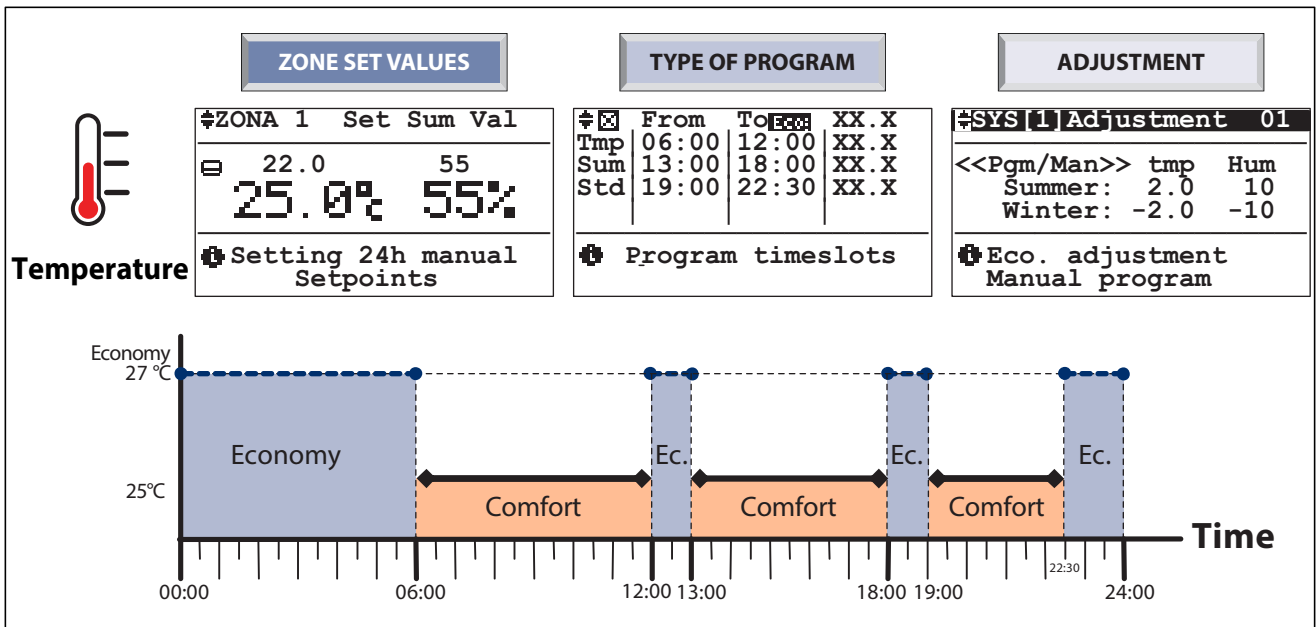 ZONE SET VALUES
TYPE OF PROGRAM
ADJUSTMENT
ZONA 1 Set Sum Val
22.0 55
25.0°c 55%
Setting 24h manual
Setpoints
From To Eco: XX.X
Tmp 06:00 12:00 XX.X
Sum 13:00 18:00 XX.X
Std 19:00 22:30 XX.X
Program timeslots
SYS[1]Adjustment 01
<<Pgm/Man>> tmp Hum
Summer: 2.0 10
Winter: -2.0 -10
Eco. adjustment
Manual program
Temperature
Economy
27 °C
Economy
Ec.
Ec.
Ec.
25°C
Comfort
Comfort
Comfort
Time
22:30
00:00 06:00 12:00 13:00 18:00 19:00 24:00